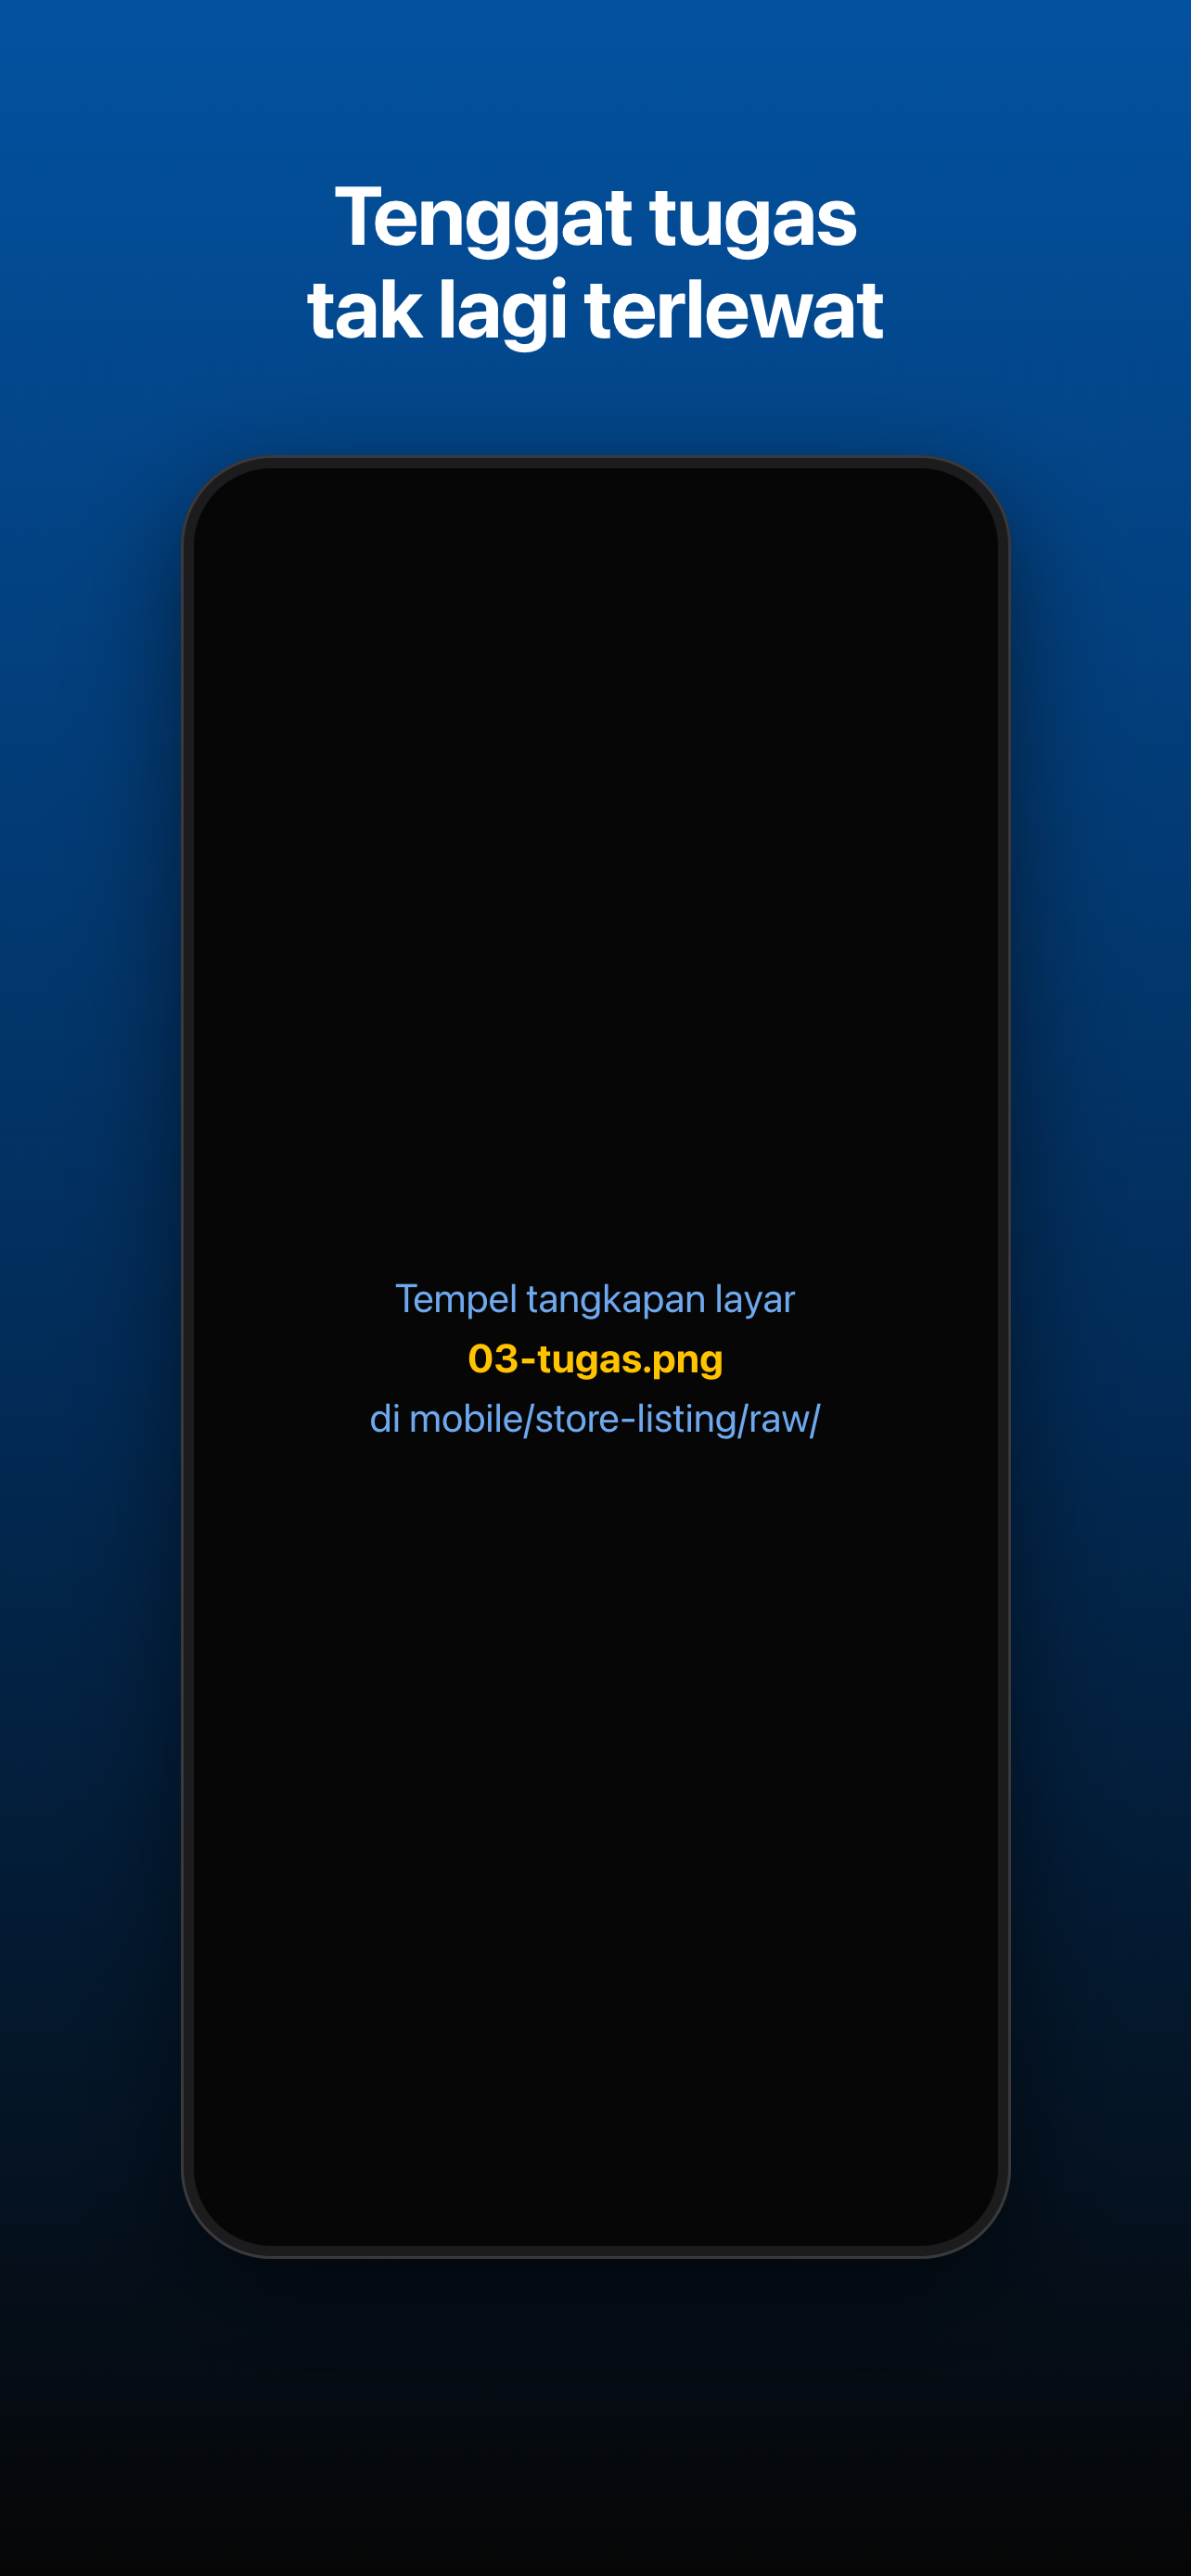 Tenggat tugas
tak lagi terlewat
Tempel tangkapan layar
03-tugas.png
di mobile/store-listing/raw/